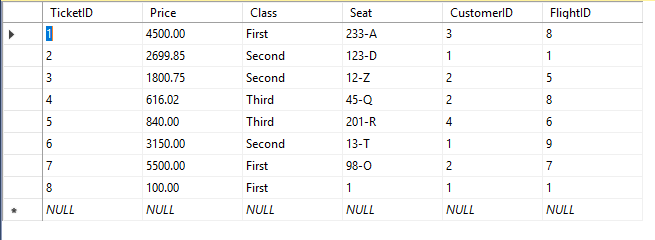 TicketID Price Class Seat CustomerID FlightID
1 4500.00 First 233-A 3 8
2 2699.85 Second 123-D 1 1
3 1800.75 Second 12-Z 2 5
4 616.02 Third 45-Q 2 8
5 840.00 Third 201-R 4 6
6 3150.00 Second 13-T 1 9
7 5500.00 First 98-O 2 7
8 100.00 First 1 1 1
* NULL NULL NULL NULL NULL NULL